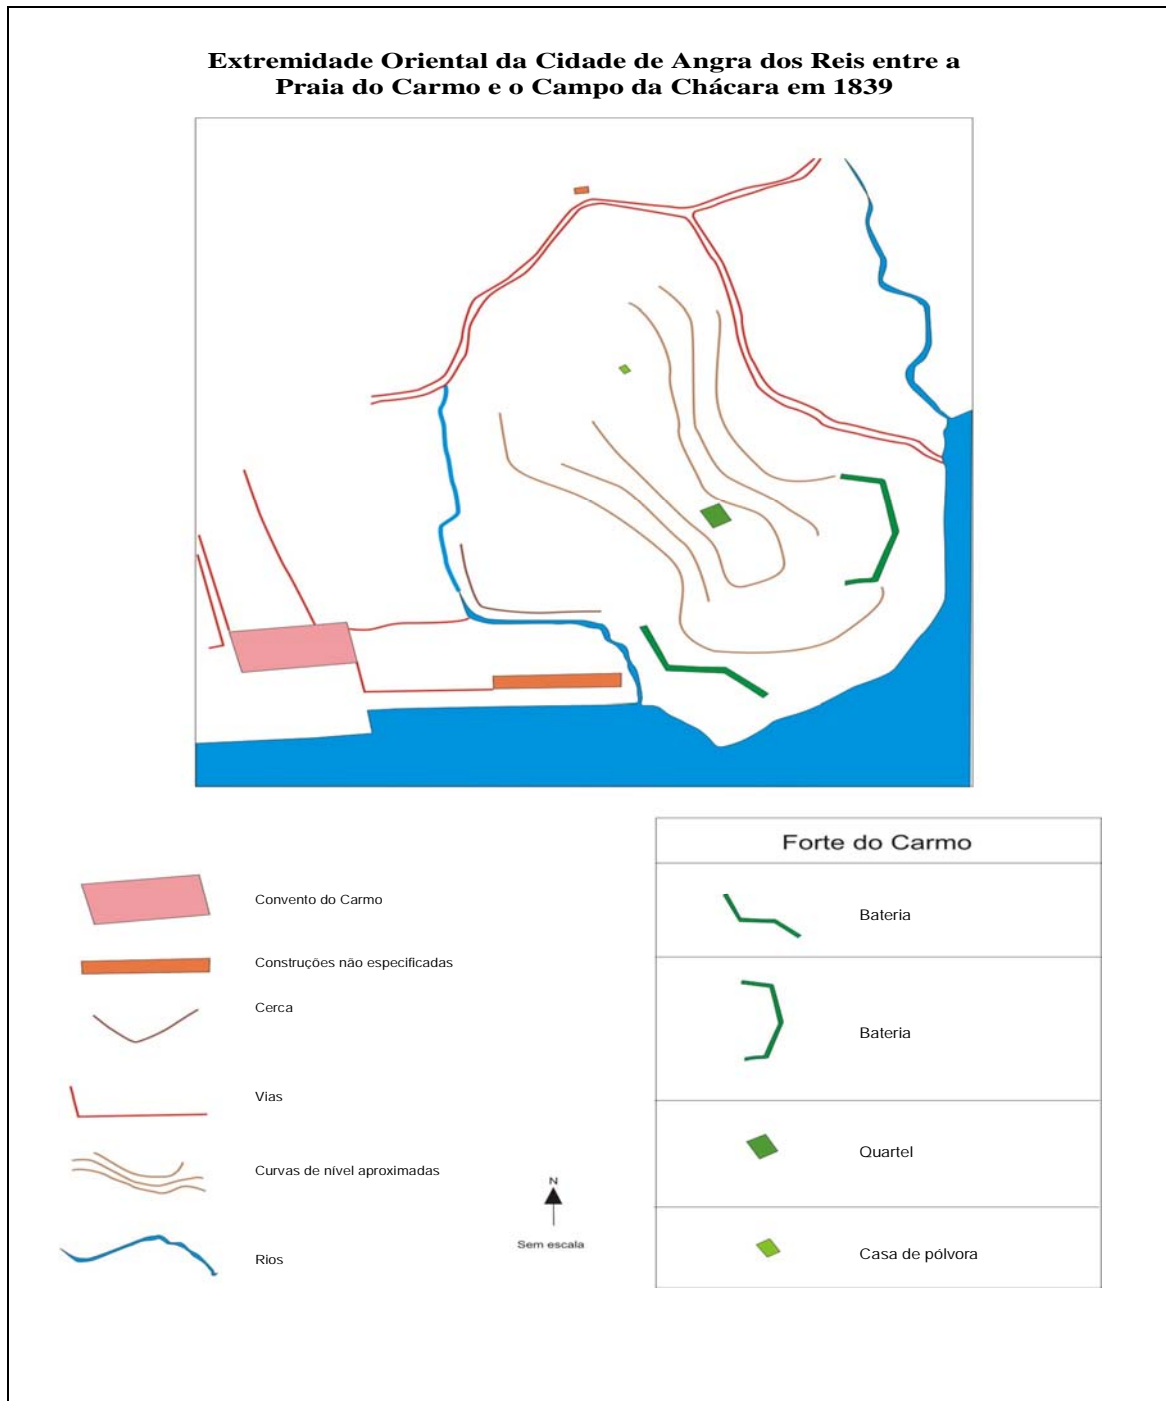 Extremidade Oriental da Cidade de Angra dos Reis entre a
Praia do Carmo e o Campo da Chácara em 1839
Convento do Carmo
Construções não especificadas
Cerca
Vias
Curvas de nível aproximadas
Rios
N
Sem escala
Forte do Carmo
Bateria
Bateria
Quartel
Casa de pólvora